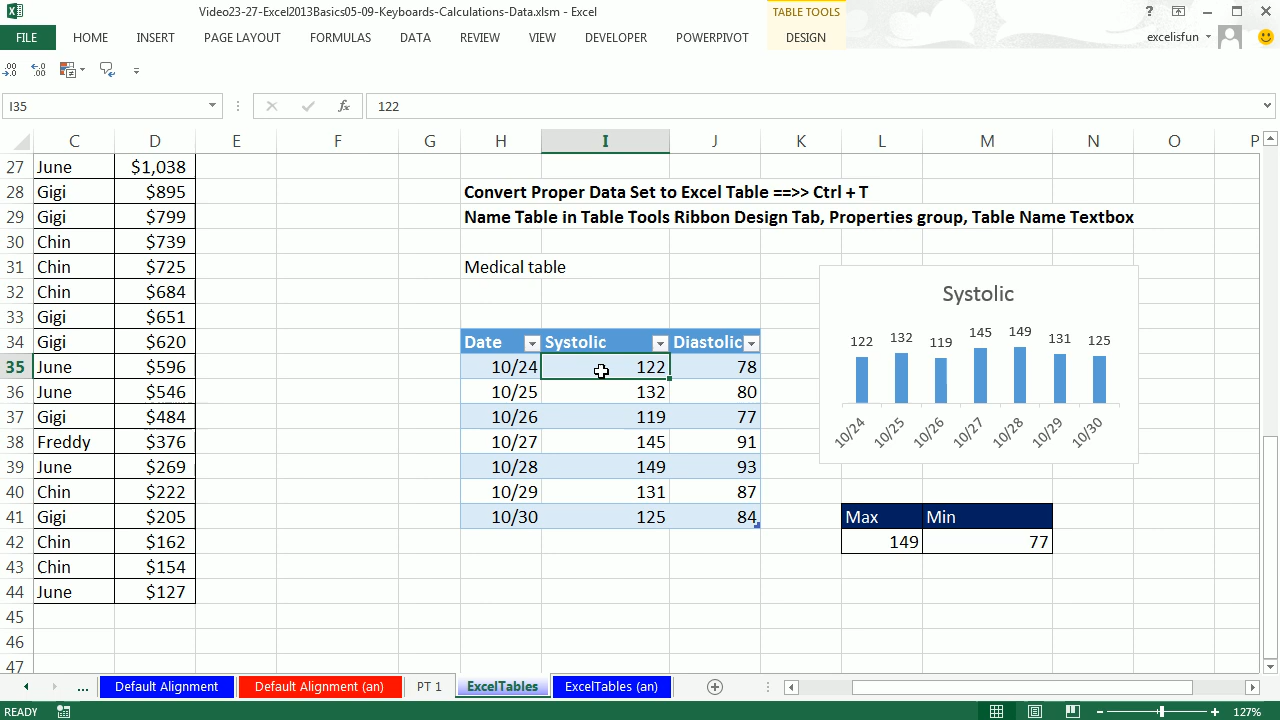 Video23-27-Excel2013Basics05-09-Keyboards-Calculations-Data.xlsm - Excel
TABLE TOOLS
?
FILE HOME INSERT PAGE LAYOUT FORMULAS DATA REVIEW VIEW DEVELOPER POWERPIVOT DESIGN
excelisfun
I35 fx 122
C D E F G H I J K L M N O P
27 June $1,038
28 Gigi $895 Convert Proper Data Set to Excel Table ==>> Ctrl + T
29 Gigi $799 Name Table in Table Tools Ribbon Design Tab, Properties group, Table Name Textbox
30 Chin $739
31 Chin $725 Medical table
32 Chin $684
33 Gigi $651
34 Gigi $620 Date Systolic Diastolic
35 June $596 10/24 122 78
36 June $546 10/25 132 80
37 Gigi $484 10/26 119 77
38 Freddy $376 10/27 145 91
39 June $269 10/28 149 93
40 Chin $222 10/29 131 87
41 Gigi $205 10/30 125 84 Max Min
42 Chin $162 149 77
43 Chin $154
44 June $127
45
46
47
Systolic
122 132 119 145 149 131 125
10/24 10/25 10/26 10/27 10/28 10/29 10/30
... Default Alignment Default Alignment (an) PT 1 ExcelTables ExcelTables (an)
READY 127%